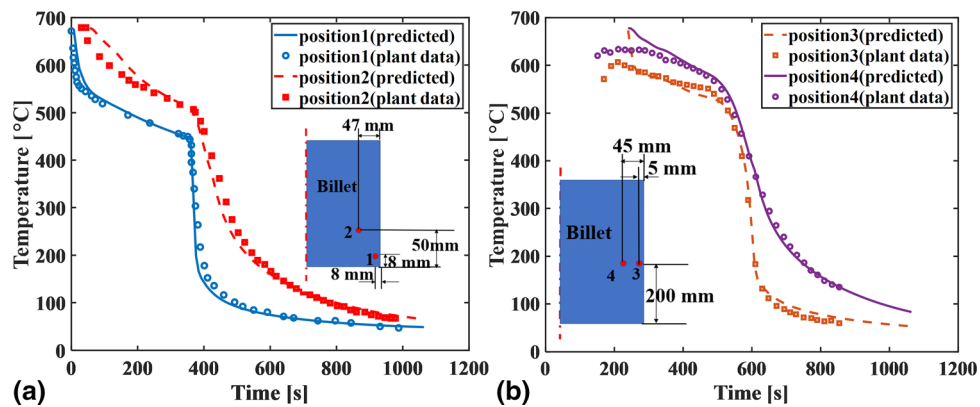 700
600
500
400
300
200
100
0
Temperature [°C]
0 200 400 600 800 1000 1200
Time [s]
(a)
position1(predicted)
position1(plant data)
position2(predicted)
position2(plant data)
47 mm
Billet
2
50mm
1
8 mm
8 mm
700
600
500
400
300
200
100
0
Temperature [°C]
0 200 400 600 800 1000 1200
Time [s]
(b)
position3(predicted)
position3(plant data)
position4(predicted)
position4(plant data)
45 mm
5 mm
Billet
4 3
200 mm